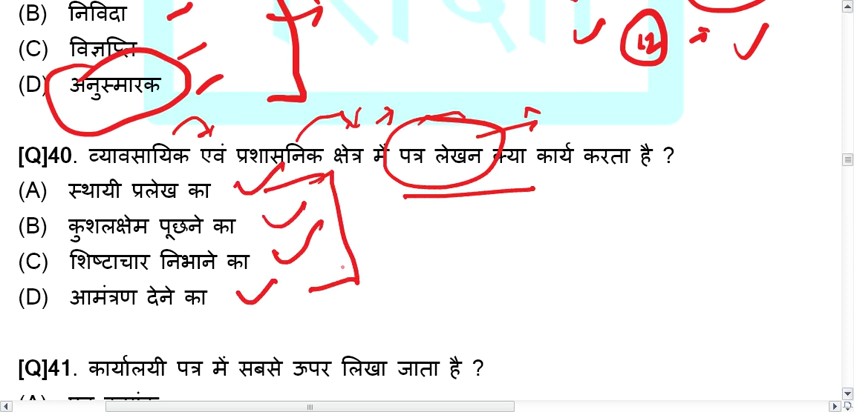 (B) निविदा
(C) विज्ञप्ति
(D) अनुस्मारक
12
[Q]40. व्यावसायिक एवं प्रशासनिक क्षेत्र में पत्र लेखन क्या कार्य करता है ?
(A) स्थायी प्रलेख का
(B) कुशलक्षेम पूछने का
(C) शिष्टाचार निभाने का
(D) आमंत्रण देने का
[Q]41. कार्यालयी पत्र में सबसे ऊपर लिखा जाता है ?